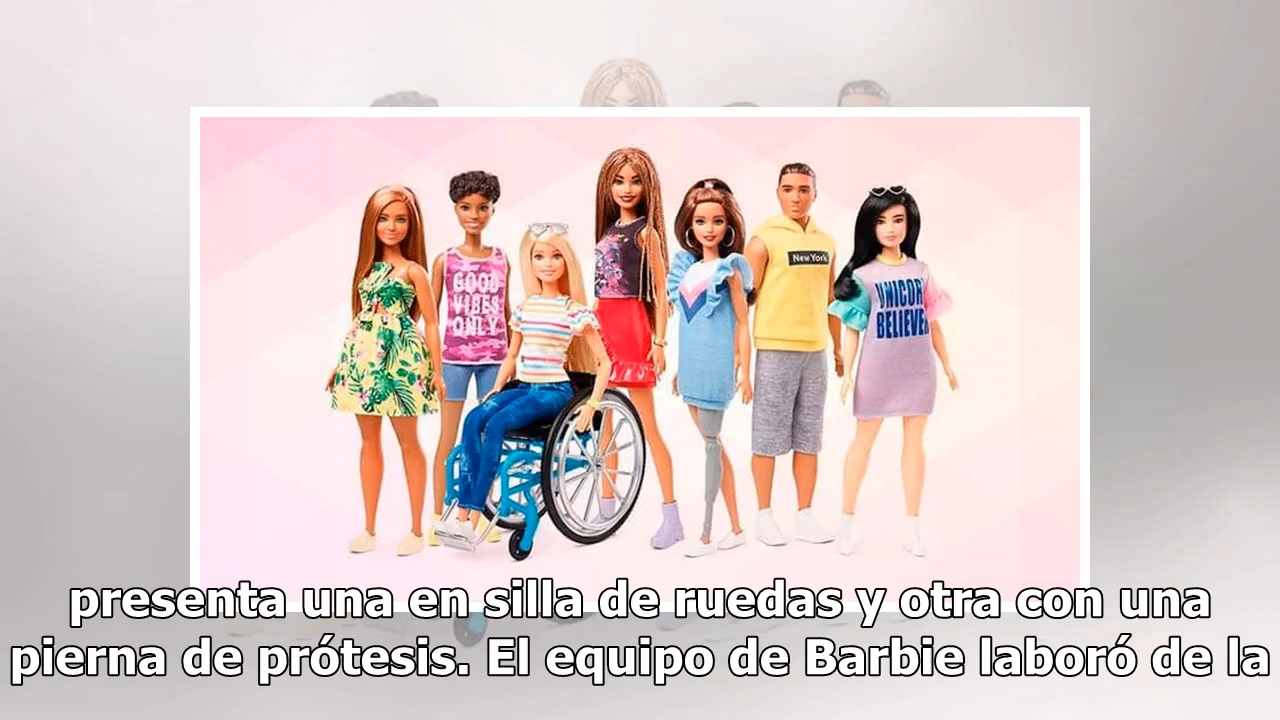 GOOD
VIBES
ONLY
New York
UNICOR
BELIEVE
presenta una en silla de ruedas y otra con una
pierna de prótesis. El equipo de Barbie laboró de la